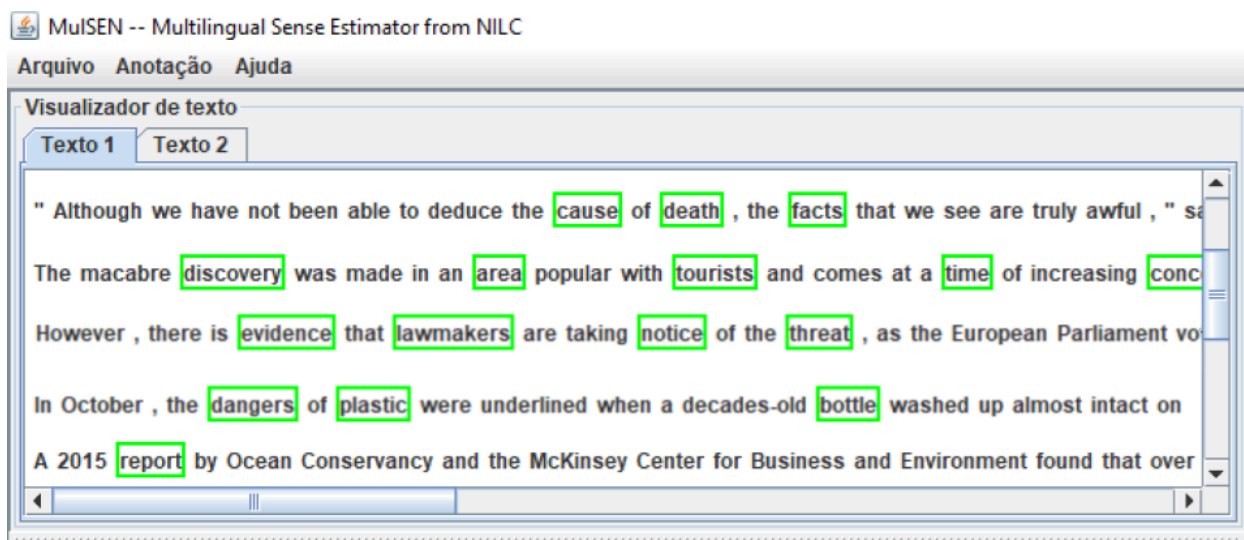 MulSEN -- Multilingual Sense Estimator from NILC
Arquivo Anotação Ajuda
Visualizador de texto
Texto 1 Texto 2
" Although we have not been able to deduce the cause of death , the facts that we see are truly awful , "
The macabre discovery was made in an area popular with tourists and comes at a time of increasing
However , there is evidence that lawmakers are taking notice of the threat , as the European Parliament
In October , the dangers of plastic were underlined when a decades-old bottle washed up almost intact on
A 2015 report by Ocean Conservancy and the McKinsey Center for Business and Environment found that over